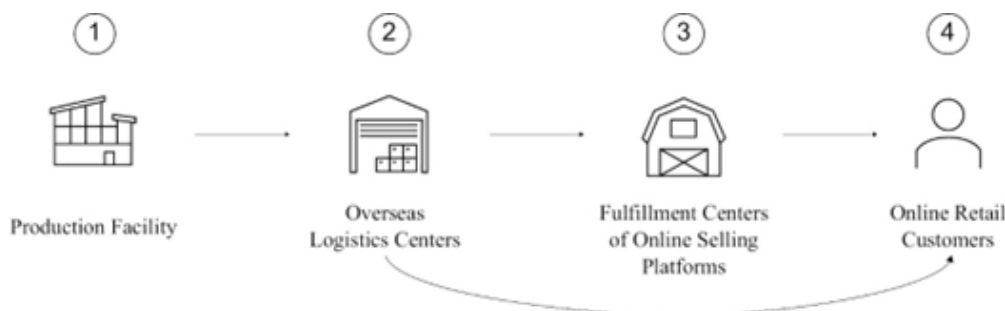 1
2
3
4
Production Facility
Overseas
Logistics Centers
Fulfillment Centers
of Online Selling
Platforms
Online Retail
Customers